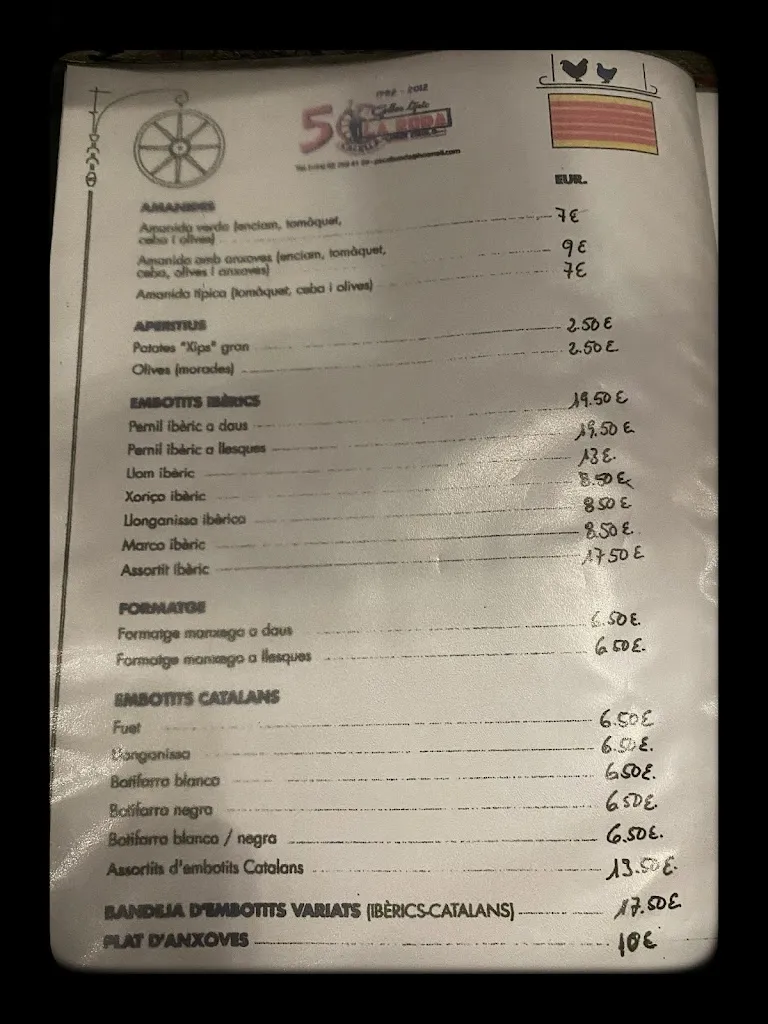 1962 - 2012
50
LA RODA
EUR.
AMANIDES
Amanida verda (enciam, tomàquet, 7€
ceba i olives)
Amanida amb anxoves (enciam, tomàquet, 9€
ceba, olives i anxoves)
Amanida típica (tomàquet, ceba i olives) 7€
APERITIUS
Patates "Xips" gran 2.50€
Olives (morades) 2.50€
EMBOTITS IBÈRICS
Pernil ibèric a daus 19.50€
Pernil ibèric a llesques 19.50€
Llom ibèric 13€.
Xoriço ibèric 8.50€
Llonganissa ibèrica 8.50€
Marco ibèric 8.50€.
Assortit ibèric 17.50€
FORMATGE
Formatge manxego a daus 6.50€.
Formatge manxego a llesques 6.50€.
EMBOTITS CATALANS
Fuet 6.50€
Llonganissa 6.50€.
Botifarra blanca 6.50€.
Botifarra negra 6.50€.
Botifarra blanca / negra 6.50€.
Assortits d'embotits Catalans 13.50€.
BANDEJA D'EMBOTITS VARIATS (IBÈRICS-CATALANS) 17.50€
PLAT D'ANXOVES 10€